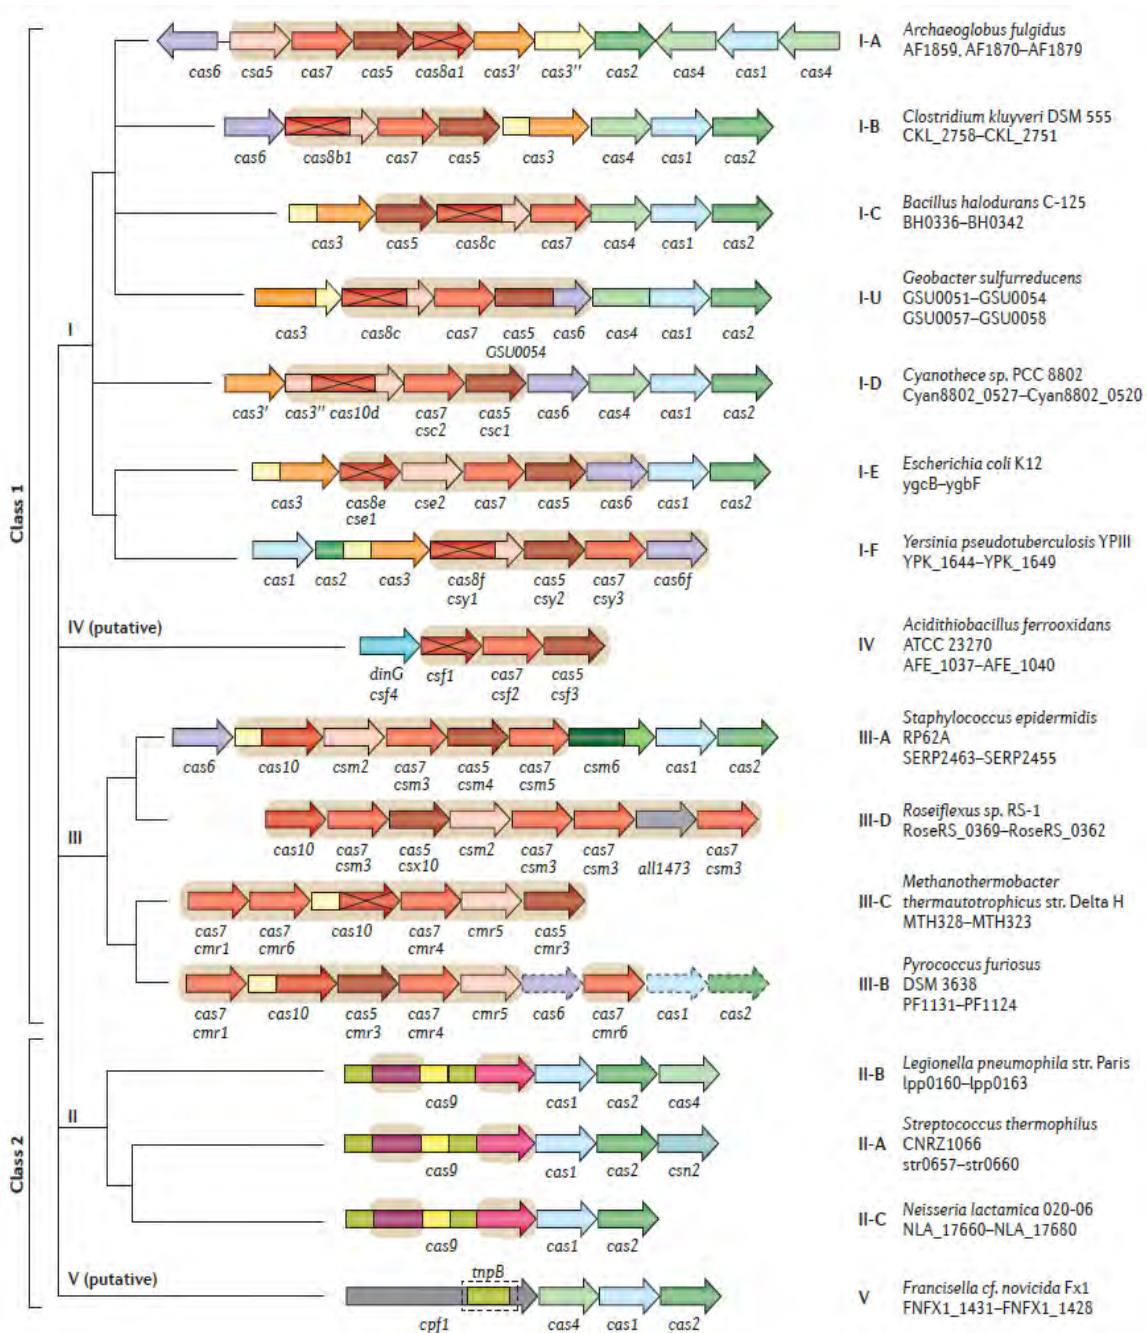 Class 1
Class 2
I
IV (putative)
III
II
V (putative)
cas6 csa5 cas7 cas5 cas8a1 cas3' cas3'' cas2 cas4 cas1 cas4
I-A
Archaeoglobus fulgidus
AF1859, AF1870–AF1879
cas6 cas8b1 cas7 cas5 cas3 cas4 cas1 cas2
I-B
Clostridium kluyveri DSM 555
CKL_2758–CKL_2751
cas3 cas5 cas8c cas7 cas4 cas1 cas2
I-C
Bacillus halodurans C-125
BH0336–BH0342
cas3 cas8c cas7 cas5 cas6 cas4 cas1 cas2
GSU0054
I-U
Geobacter sulfurreducens
GSU0051–GSU0054
GSU0057–GSU0058
cas3' cas3'' cas10d cas7 cas5 cas6 cas4 cas1 cas2
csc2 csc1
I-D
Cyanothece sp. PCC 8802
Cyan8802_0527–Cyan8802_0520
cas3 cas8e cse2 cas7 cas5 cas6 cas1 cas2
cse1
I-E
Escherichia coli K12
ygcB–ygbF
cas1 cas2 cas3 cas8f cas5 cas7 cas6f
csy1 csy2 csy3
I-F
Yersinia pseudotuberculosis YPIII
YPK_1644–YPK_1649
dinG csf1 cas7 cas5
csf4 csf2 csf3
IV
Acidithiobacillus ferrooxidans
ATCC 23270
AFE_1037–AFE_1040
cas6 cas10 csm2 cas7 cas5 cas7 csm6 cas1 cas2
csm3 csm4 csm5
III-A
Staphylococcus epidermidis
RP62A
SERP2463–SERP2455
cas10 cas7 cas5 csm2 cas7 cas7 all1473 cas7
csm3 csx10 csm3 csm3 csm3
III-D
Roseiflexus sp. RS-1
RoseRS_0369–RoseRS_0362
cas7 cas7 cas10 cas7 cmr5 cas5
cmr1 cmr6 cmr4 cmr3
III-C
Methanothermobacter
thermautotrophicus str. Delta H
MTH328–MTH323
cas7 cas10 cas5 cas7 cmr5 cas6 cas7 cas1 cas2
cmr1 cmr3 cmr4 cmr6
III-B
Pyrococcus furiosus
DSM 3638
PF1131–PF1124
cas9 cas1 cas2 cas4
II-B
Legionella pneumophila str. Paris
lpp0160–lpp0163
cas9 cas1 cas2 csn2
II-A
Streptococcus thermophilus
CNRZ1066
str0657–str0660
cas9 cas1 cas2
II-C
Neisseria lactamica 020-06
NLA_17660–NLA_17680
tnpB
cpf1 cas4 cas1 cas2
V
Francisella cf. novicida Fx1
FNFX1_1431–FNFX1_1428